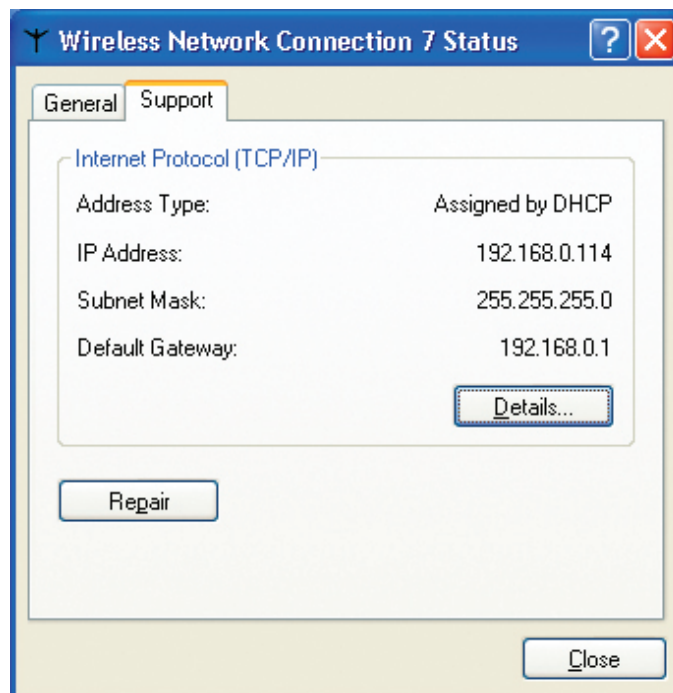 Wireless Network Connection 7 Status
General Support
Internet Protocol (TCP/IP)
Address Type: Assigned by DHCP
IP Address: 192.168.0.114
Subnet Mask: 255.255.255.0
Default Gateway: 192.168.0.1
Details...
Repair
Close